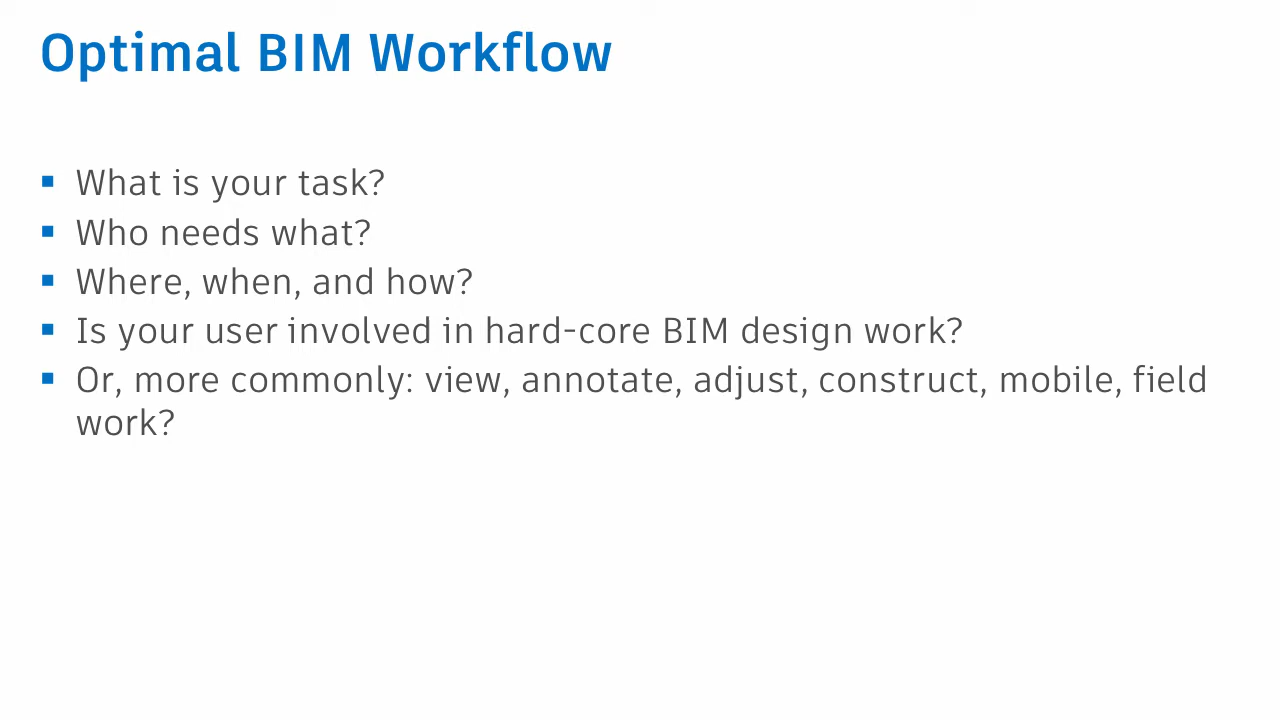 Optimal BIM Workflow
▪ What is your task?
▪ Who needs what?
▪ Where, when, and how?
▪ Is your user involved in hard-core BIM design work?
▪ Or, more commonly: view, annotate, adjust, construct, mobile, field
work?